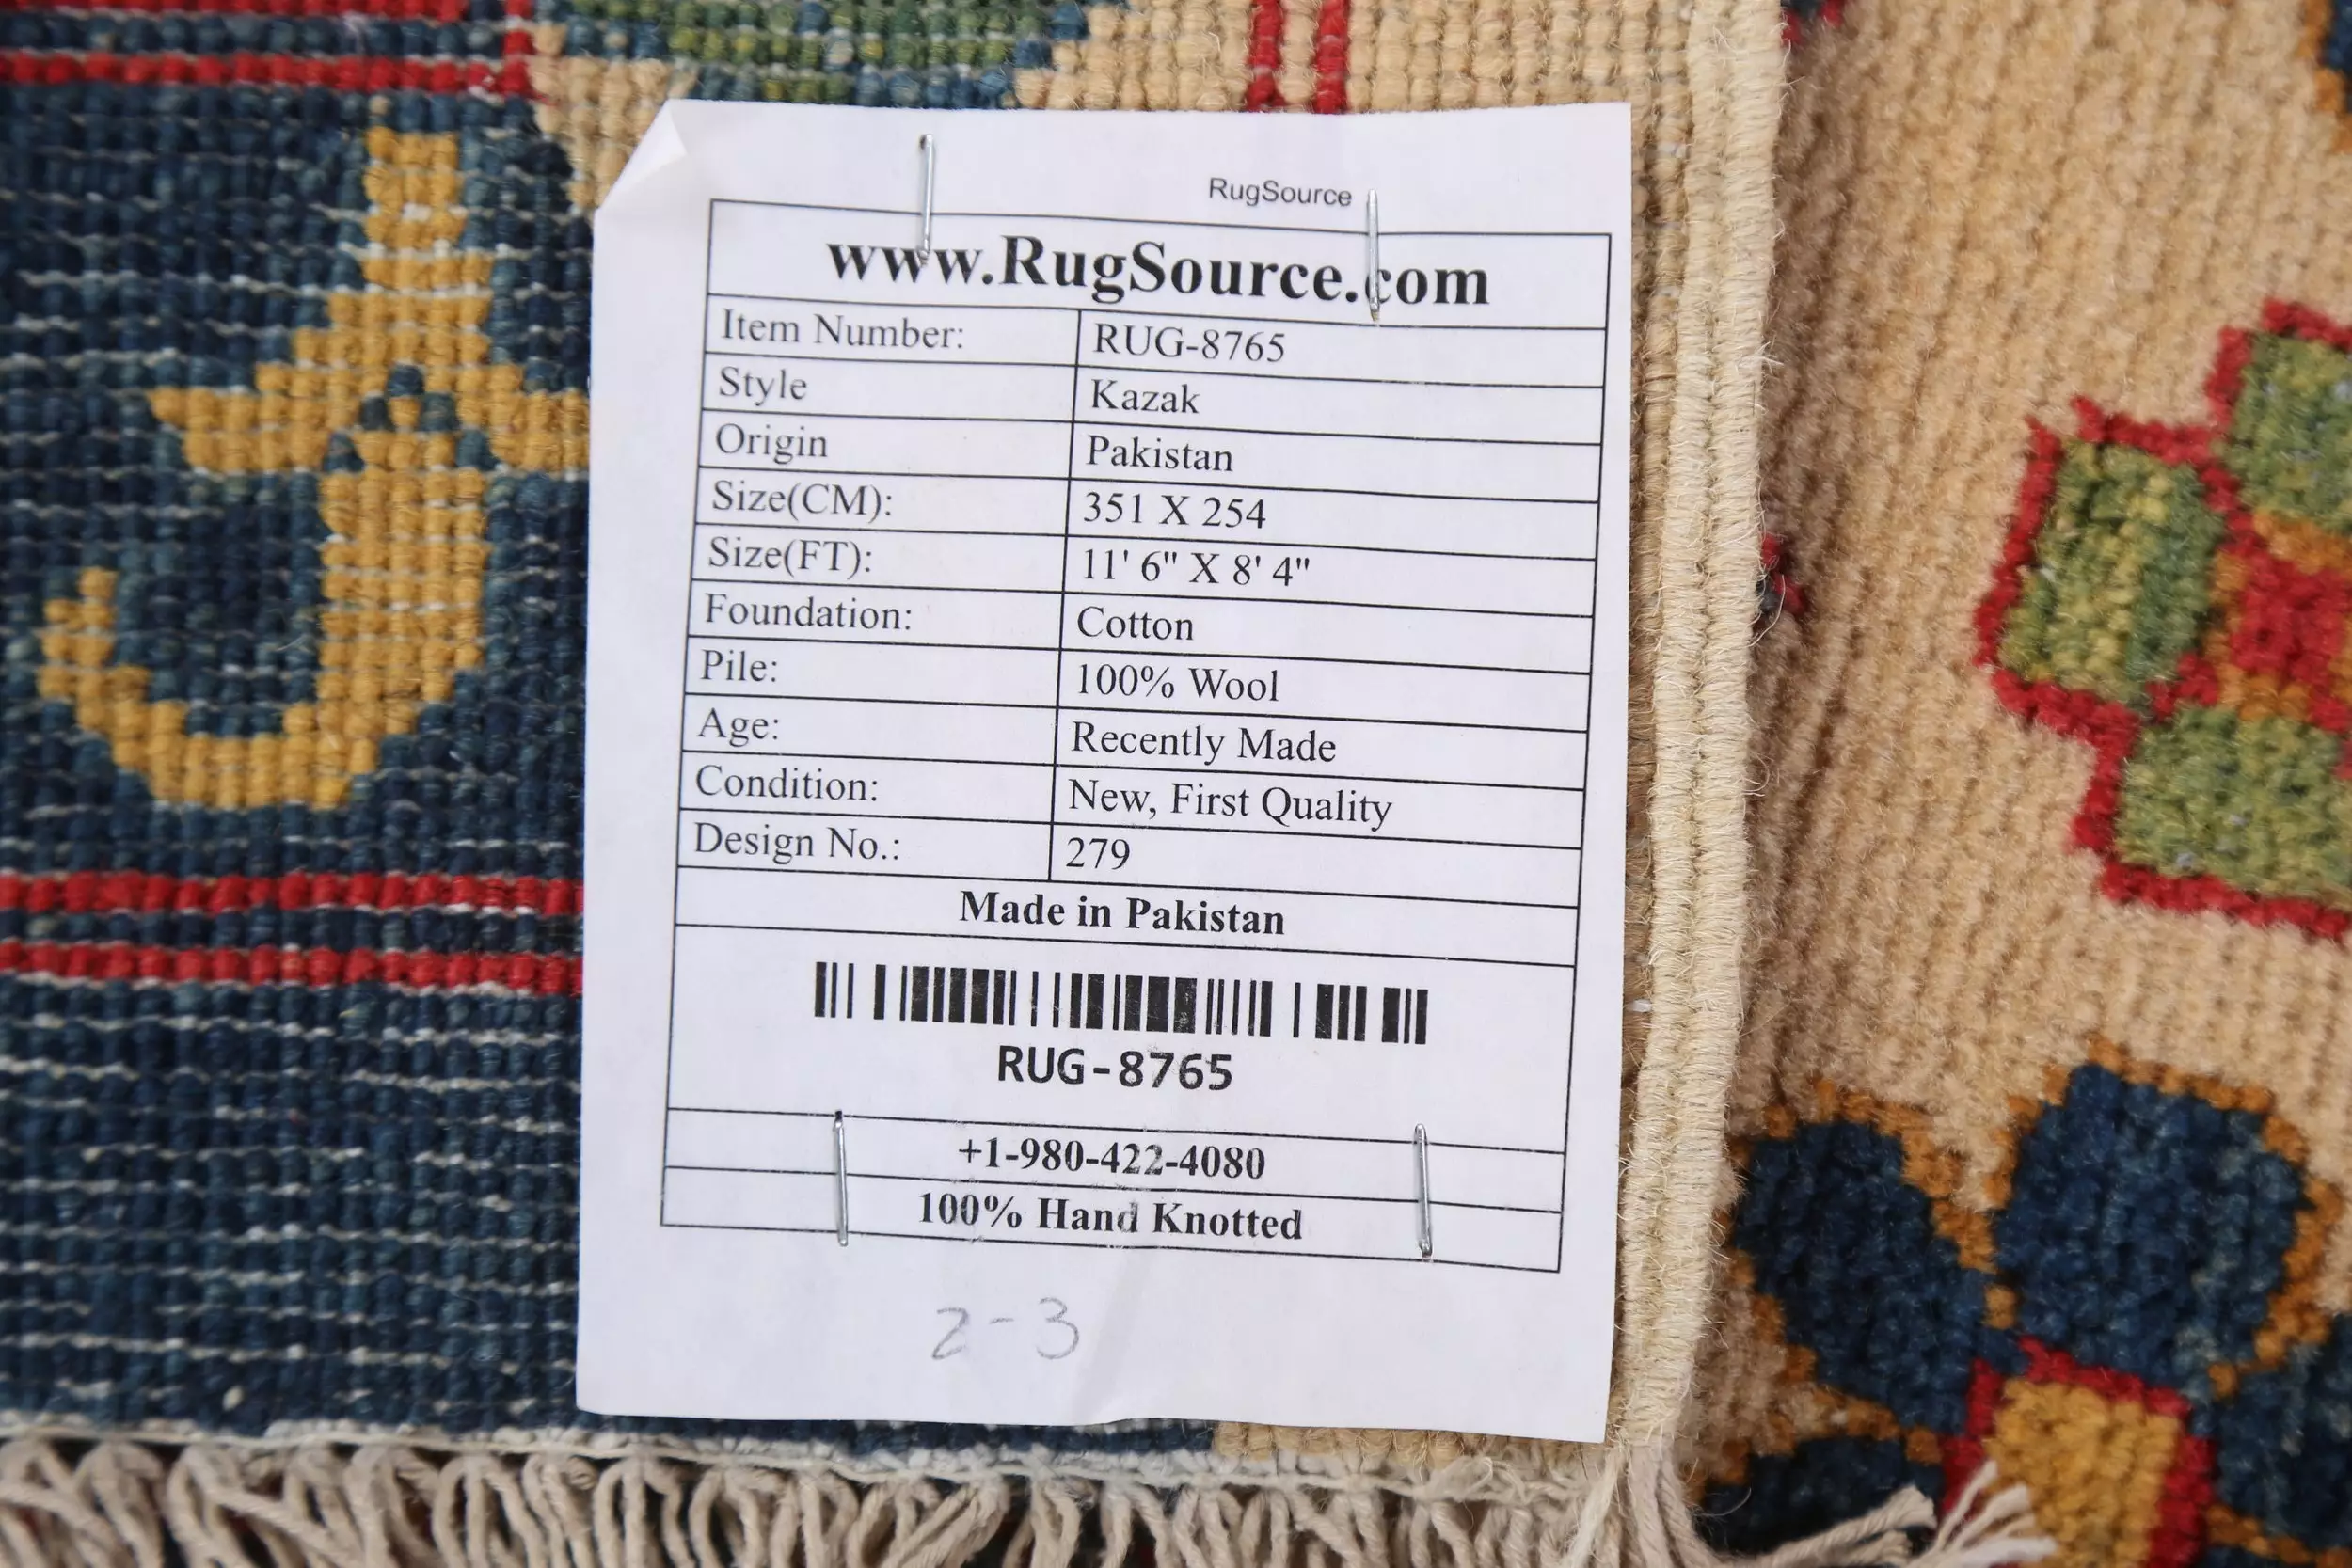 RugSource
www.RugSource.com
Item Number: RUG-8765
Style Kazak
Origin Pakistan
Size(CM): 351 X 254
Size(FT): 11' 6" X 8' 4"
Foundation: Cotton
Pile: 100% Wool
Age: Recently Made
Condition: New, First Quality
Design No.: 279
Made in Pakistan
RUG-8765
+1-980-422-4080
100% Hand Knotted
2-3